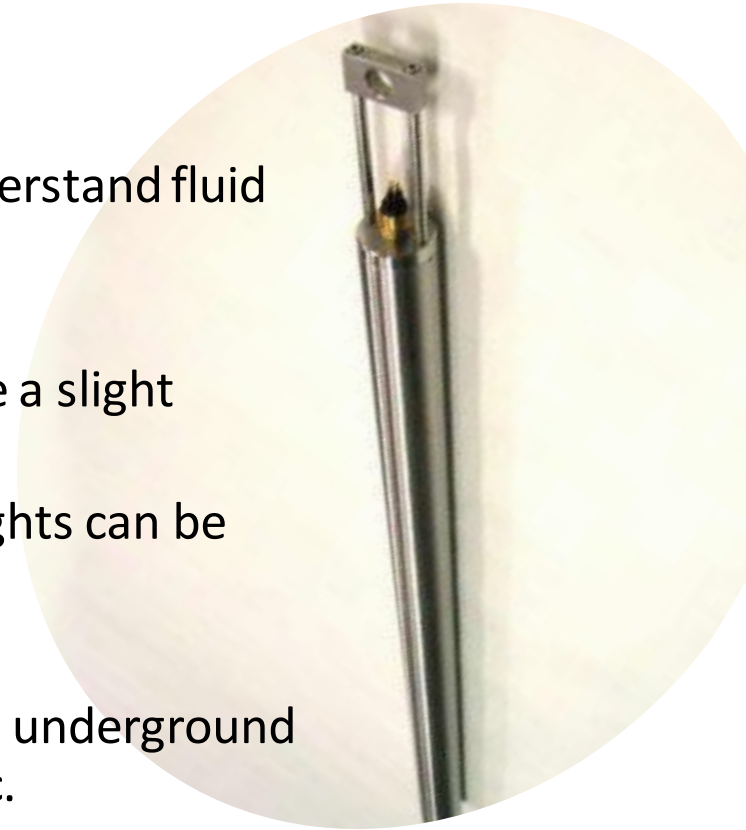 erstand fluid
e a slight
ghts can be
underground
c.